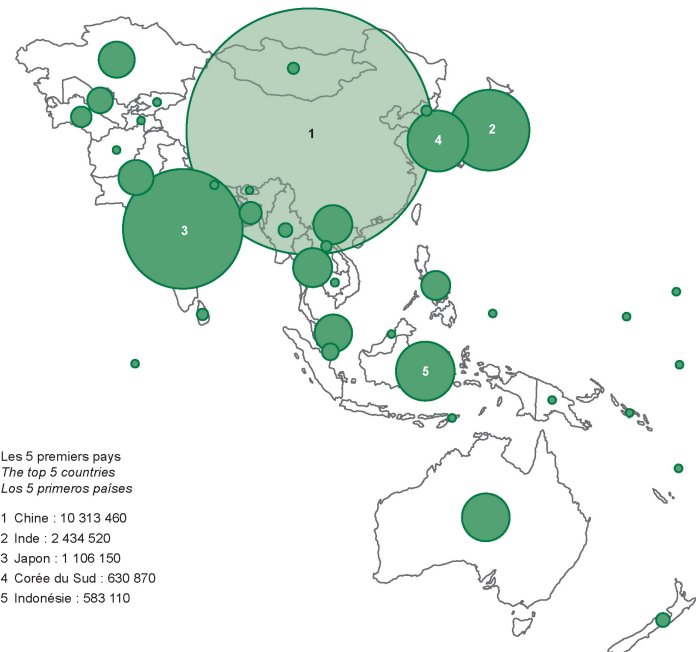 1
2
4
3
5
Les 5 premiers pays
The top 5 countries
Los 5 primeros países
1 Chine : 10 313 460
2 Inde : 2 434 520
3 Japon : 1 106 150
4 Corée du Sud : 630 870
5 Indonésie : 583 110